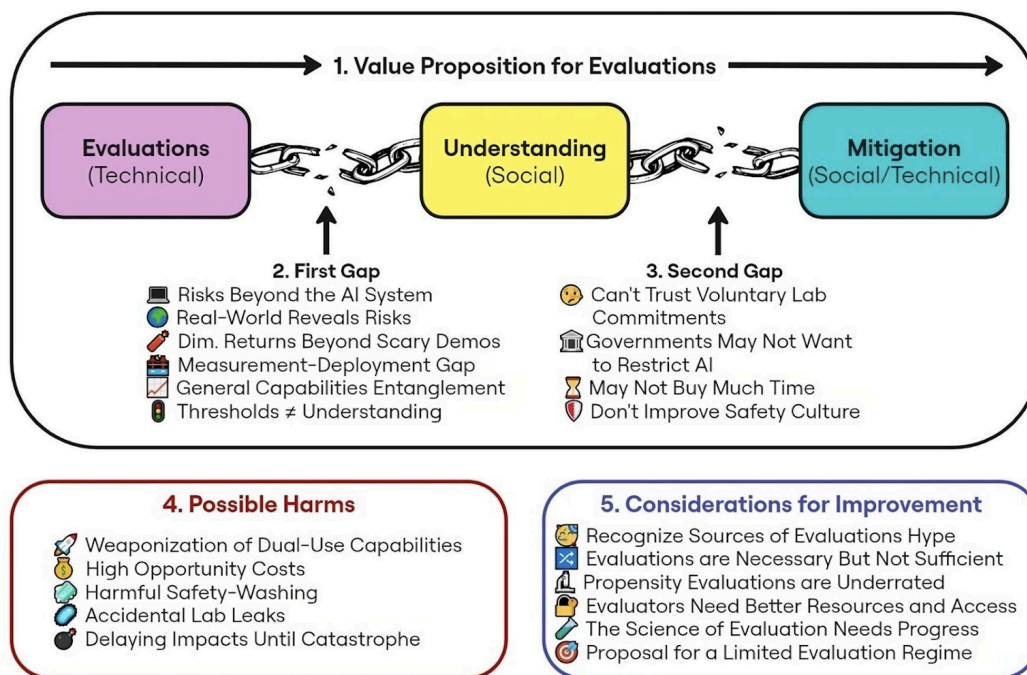 1. Value Proposition for Evaluations
Evaluations
(Technical)
Understanding
(Social)
Mitigation
(Social/Technical)
2. First Gap
Risks Beyond the AI System
Real-World Reveals Risks
Dim. Returns Beyond Scary Demos
Measurement-Deployment Gap
General Capabilities Entanglement
Thresholds ≠ Understanding
3. Second Gap
Can't Trust Voluntary Lab
Commitments
Governments May Not Want
to Restrict AI
May Not Buy Much Time
Don't Improve Safety Culture
4. Possible Harms
Weaponization of Dual-Use Capabilities
High Opportunity Costs
Harmful Safety-Washing
Accidental Lab Leaks
Delaying Impacts Until Catastrophe
5. Considerations for Improvement
Recognize Sources of Evaluations Hype
Evaluations are Necessary But Not Sufficient
Propensity Evaluations are Underrated
Evaluators Need Better Resources and Access
The Science of Evaluation Needs Progress
Proposal for a Limited Evaluation Regime